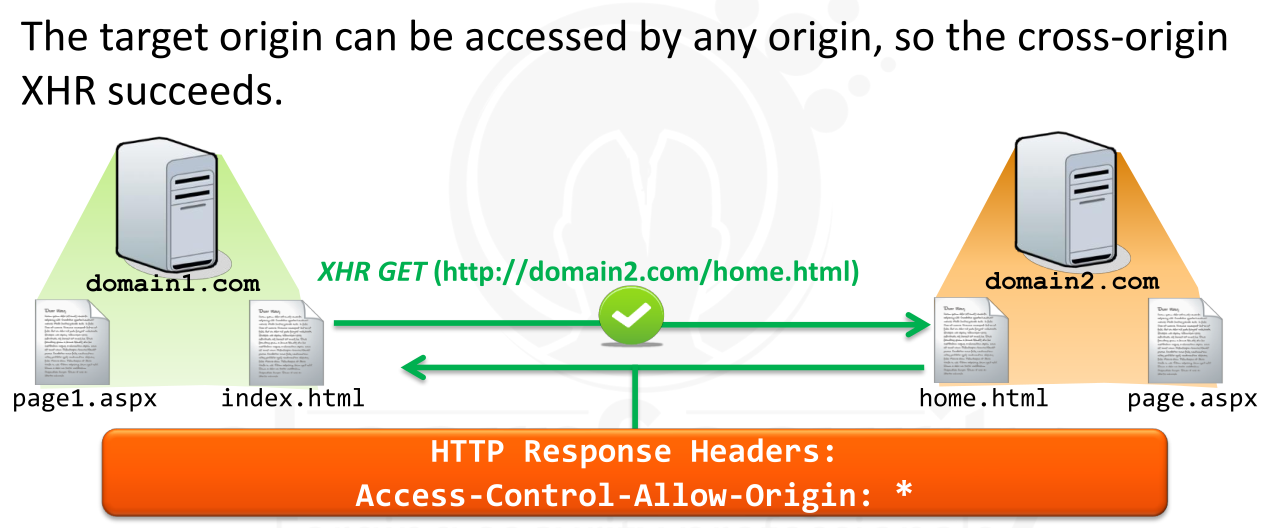 The target origin can be accessed by any origin, so the cross-origin
XHR succeeds.
domain1.com
XHR GET (http://domain2.com/home.html)
domain2.com
page1.aspx
index.html
home.html
page.aspx
HTTP Response Headers:
Access-Control-Allow-Origin: *